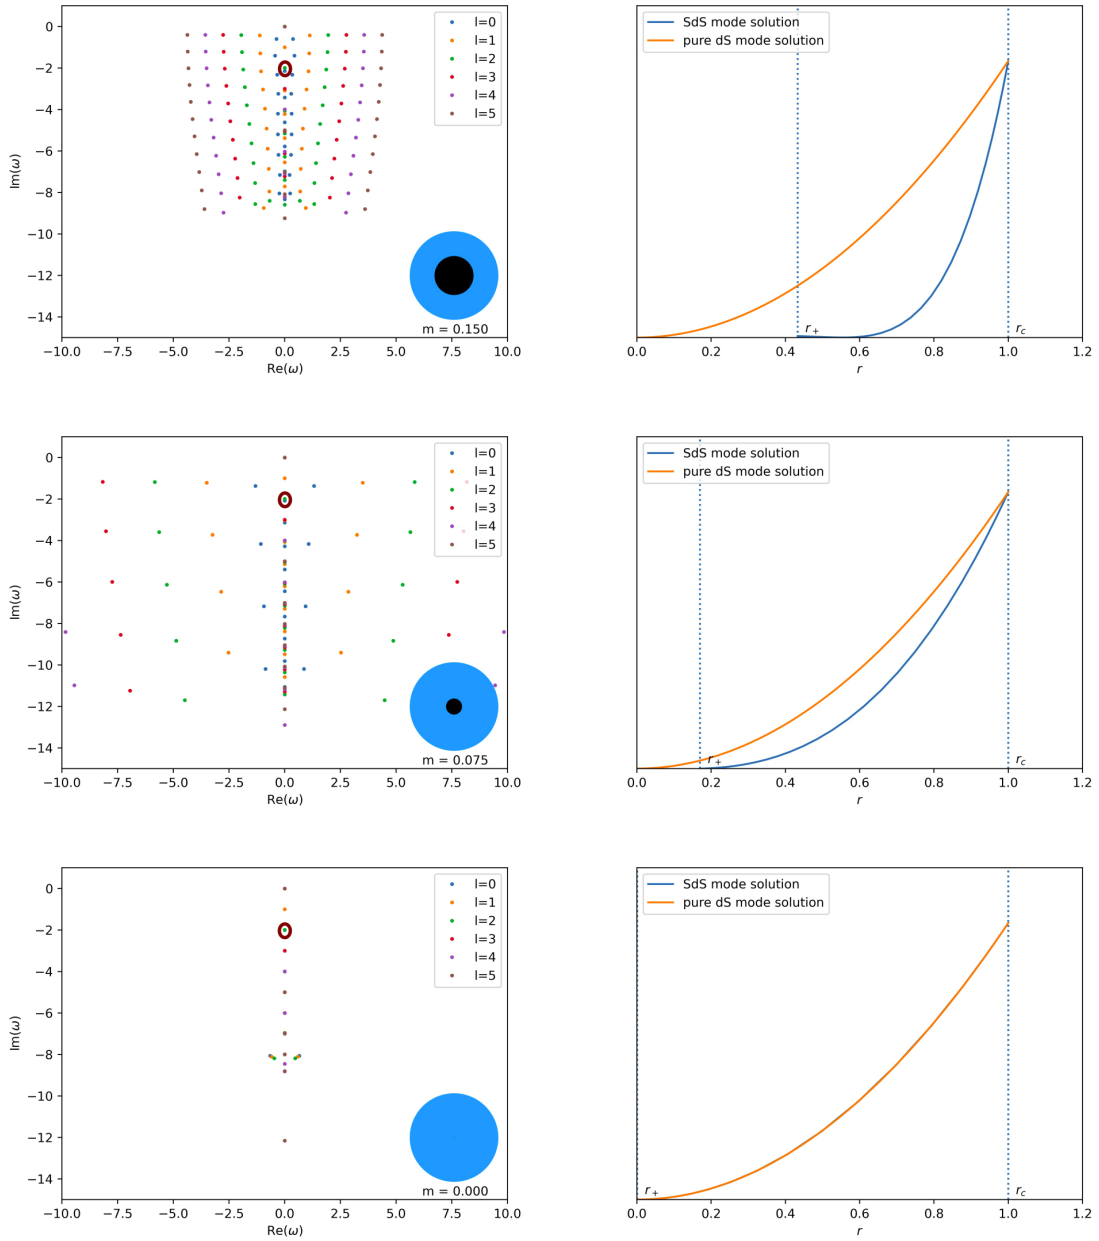 0
−2
−4
−6
−8
−10
−12
−14
Im(ω)
l=0
l=1
l=2
l=3
l=4
l=5
m = 0.150
−10.0 −7.5 −5.0 −2.5 0.0 2.5 5.0 7.5 10.0
Re(ω)
SdS mode solution
pure dS mode solution
r+
rc
0.0 0.2 0.4 0.6 0.8 1.0 1.2
r
0
−2
−4
−6
−8
−10
−12
−14
Im(ω)
l=0
l=1
l=2
l=3
l=4
l=5
m = 0.075
−10.0 −7.5 −5.0 −2.5 0.0 2.5 5.0 7.5 10.0
Re(ω)
SdS mode solution
pure dS mode solution
r+
rc
0.0 0.2 0.4 0.6 0.8 1.0 1.2
r
0
−2
−4
−6
−8
−10
−12
−14
Im(ω)
l=0
l=1
l=2
l=3
l=4
l=5
m = 0.000
−10.0 −7.5 −5.0 −2.5 0.0 2.5 5.0 7.5 10.0
Re(ω)
SdS mode solution
pure dS mode solution
r+
rc
0.0 0.2 0.4 0.6 0.8 1.0 1.2
r